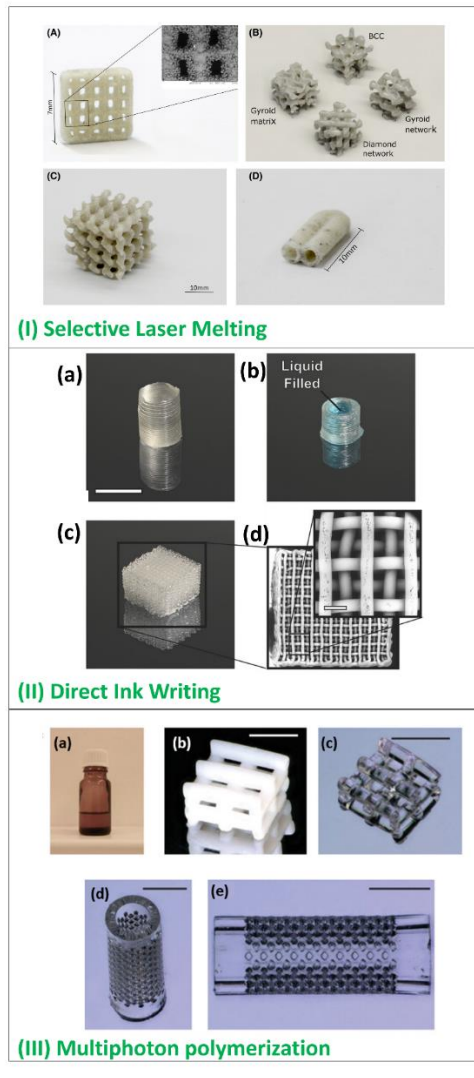 (A)
7mm
(B)
BCC
Gyroid
matrix
Gyroid
network
Diamond
network
(C)
10mm
(D)
10mm
(I) Selective Laser Melting
(a)
(b)
Liquid
Filled
(c)
(d)
(II) Direct Ink Writing
(a)
(b)
(c)
(d)
(e)
(III) Multiphoton polymerization